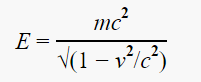 E = mc² / √(1 − v²/c²)